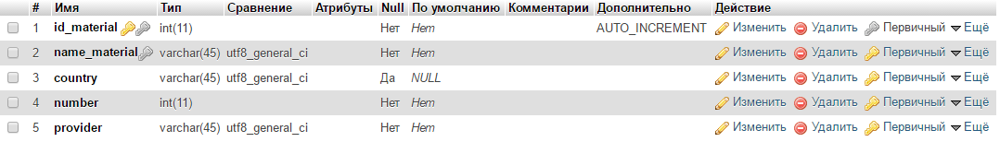 # Имя Тип Сравнение Атрибуты Null По умолчанию Комментарии Дополнительно Действие
1 id_material int(11) Нет Нет AUTO_INCREMENT Изменить Удалить Первичный Ещё
2 name_material varchar(45) utf8_general_ci Нет Нет Изменить Удалить Первичный Ещё
3 country varchar(45) utf8_general_ci Да NULL Изменить Удалить Первичный Ещё
4 number int(11) Нет Нет Изменить Удалить Первичный Ещё
5 provider varchar(45) utf8_general_ci Нет Нет Изменить Удалить Первичный Ещё